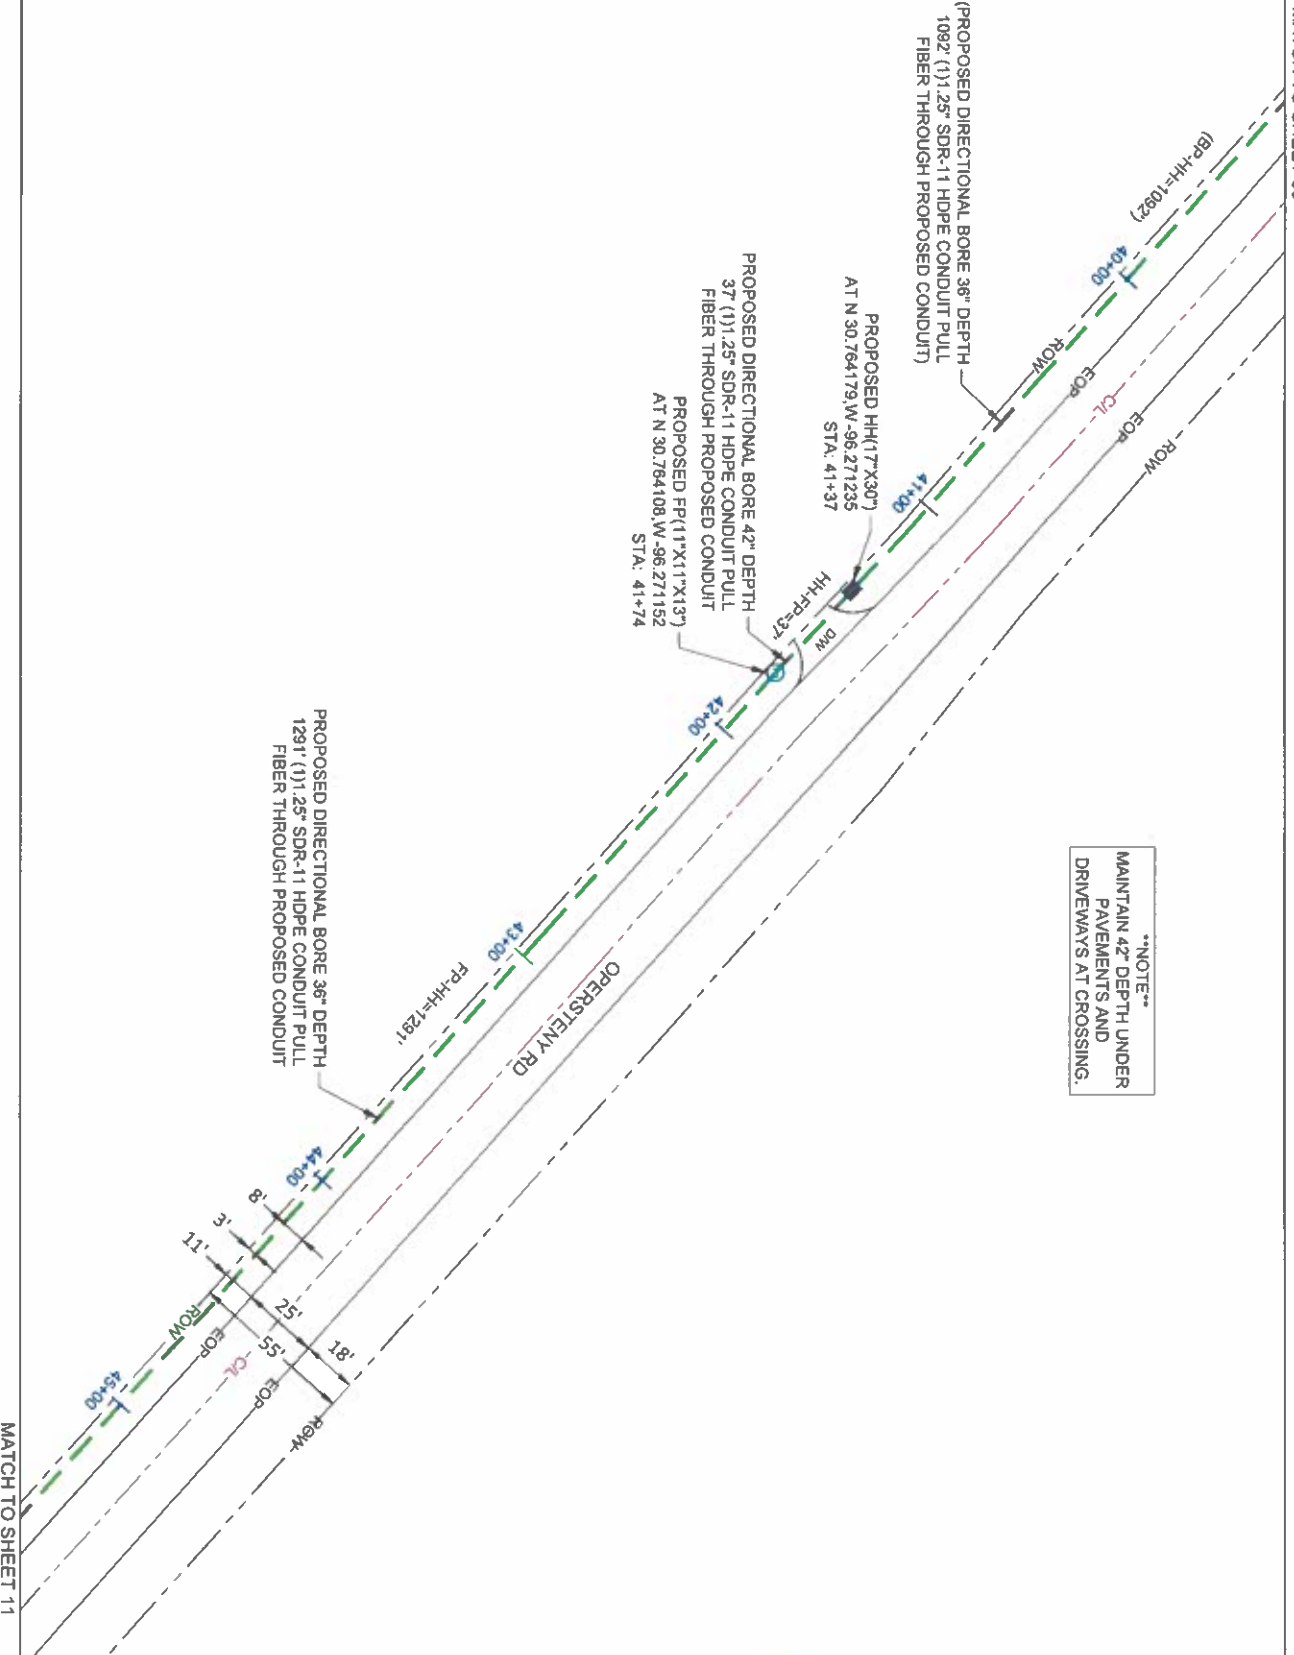 (PROPOSED DIRECTIONAL BORE 36" DEPTH
1092' (1)1.25" SDR-11 HDPE CONDUIT PULL
FIBER THROUGH PROPOSED CONDUIT)
(BP-HH=1092')
40+00
ROW
EOP
C/L
EOP
ROW
PROPOSED HH(17"X30")
AT N 30.764179,W -96.271235
STA: 41+37
41+00
HH-FP=37'
D/W
PROPOSED DIRECTIONAL BORE 42" DEPTH
37' (1)1.25" SDR-11 HDPE CONDUIT PULL
FIBER THROUGH PROPOSED CONDUIT
PROPOSED FP(11"X11"X13")
AT N 30.764108,W -96.271152
STA: 41+74
42+00
**NOTE**
MAINTAIN 42" DEPTH UNDER
PAVEMENTS AND
DRIVEWAYS AT CROSSING.
43+00
FP-HH=1291'
OPERSTENY RD
PROPOSED DIRECTIONAL BORE 36" DEPTH
1291' (1)1.25" SDR-11 HDPE CONDUIT PULL
FIBER THROUGH PROPOSED CONDUIT
44+00
8'
3'
11'
25'
55'
18'
ROW
EOP
C/L
EOP
ROW
45+00
MATCH TO SHEET 11